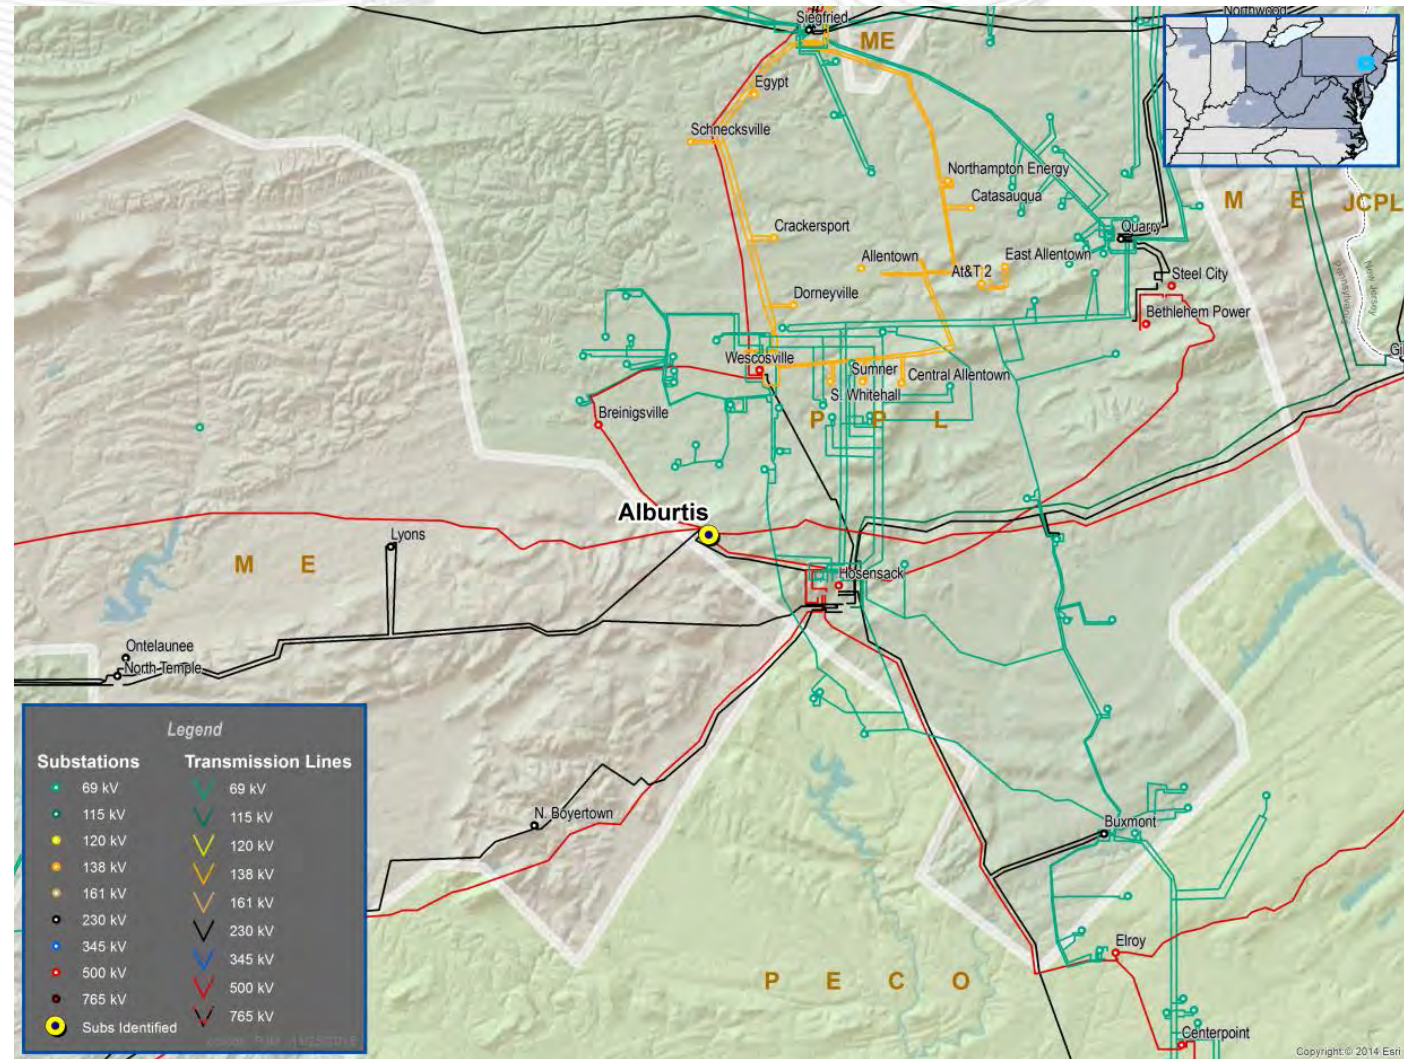 Siegfried
Northwood
ME
Egypt
Schnecksville
Northampton Energy
Catasauqua
M E JCPL
Crackersport
Quarry
Allentown
At&T 2
East Allentown
Steel City
Pennsylvania
New Jersey
Dorneyville
Bethlehem Power
Wescosville
Sumner
Central Allentown
S. Whitehall
Breinigsville
P P L
Alburtis
Lyons
M E
Hosensack
Ontelaunee
North Temple
N. Boyertown
Buxmont
Elroy
P E C O
Centerpoint
Legend
Substations Transmission Lines
69 kV 69 kV
115 kV 115 kV
120 kV 120 kV
138 kV 138 kV
161 kV 161 kV
230 kV 230 kV
345 kV 345 kV
500 kV 500 kV
765 kV 765 kV
Subs Identified
Copyright:© 2014 Esri